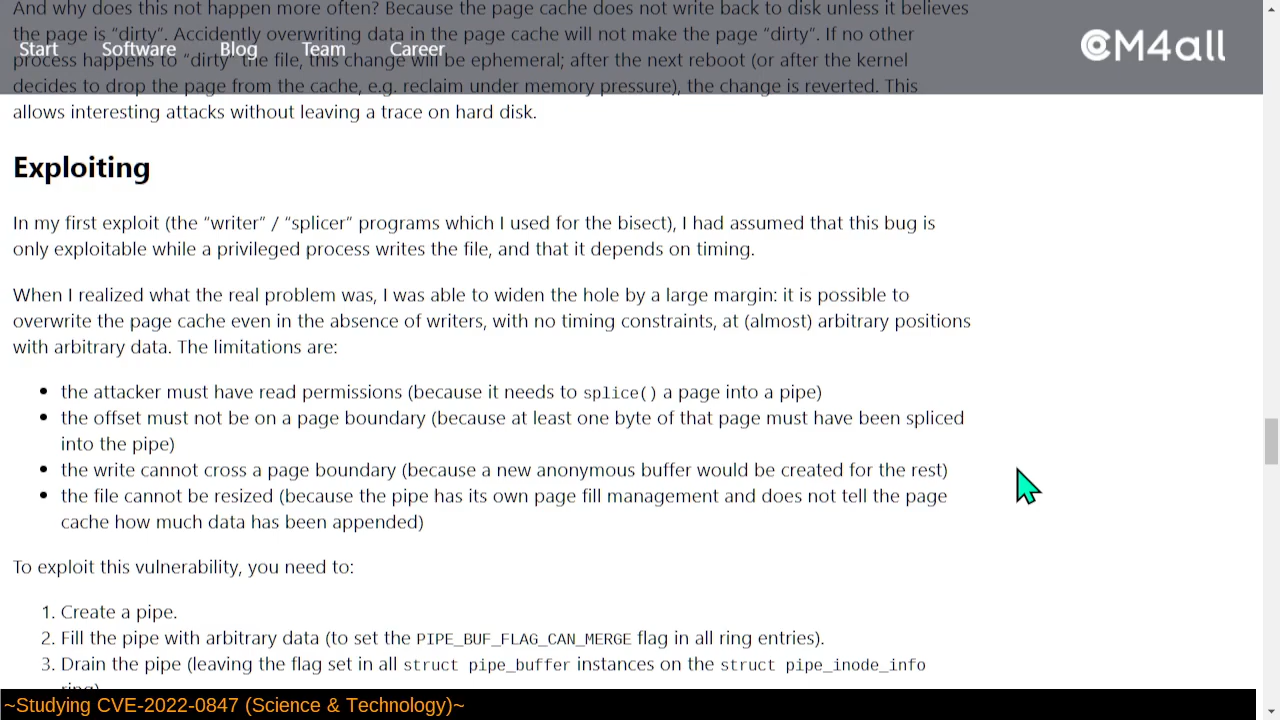 And why does this not happen more often? Because the page cache does not write back to disk unless it believes
the page is “dirty”. Accidently overwriting data in the page cache will not make the page “dirty”. If no other
Start Software Blog Team Career
CM4all
process happens to “dirty” the file, this change will be ephemeral; after the next reboot (or after the kernel
decides to drop the page from the cache, e.g. reclaim under memory pressure), the change is reverted. This
allows interesting attacks without leaving a trace on hard disk.
Exploiting
In my first exploit (the “writer” / “splicer” programs which I used for the bisect), I had assumed that this bug is
only exploitable while a privileged process writes the file, and that it depends on timing.
When I realized what the real problem was, I was able to widen the hole by a large margin: it is possible to
overwrite the page cache even in the absence of writers, with no timing constraints, at (almost) arbitrary positions
with arbitrary data. The limitations are:
• the attacker must have read permissions (because it needs to splice() a page into a pipe)
• the offset must not be on a page boundary (because at least one byte of that page must have been spliced
into the pipe)
• the write cannot cross a page boundary (because a new anonymous buffer would be created for the rest)
• the file cannot be resized (because the pipe has its own page fill management and does not tell the page
cache how much data has been appended)
To exploit this vulnerability, you need to:
1. Create a pipe.
2. Fill the pipe with arbitrary data (to set the PIPE_BUF_FLAG_CAN_MERGE flag in all ring entries).
3. Drain the pipe (leaving the flag set in all struct pipe_buffer instances on the struct pipe_inode_info
ring)
~Studying CVE-2022-0847 (Science & Technology)~